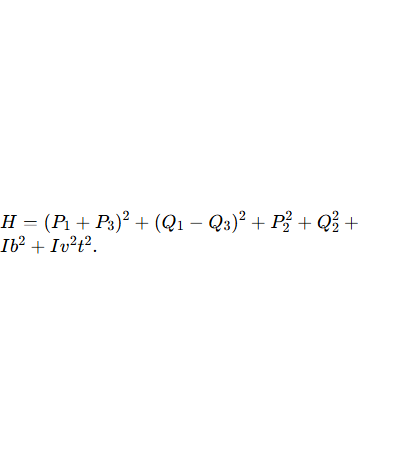 H = (P₁ + P₃)² + (Q₁ − Q₃)² + P₂² + Q₂² +
Ib² + Iv²t².